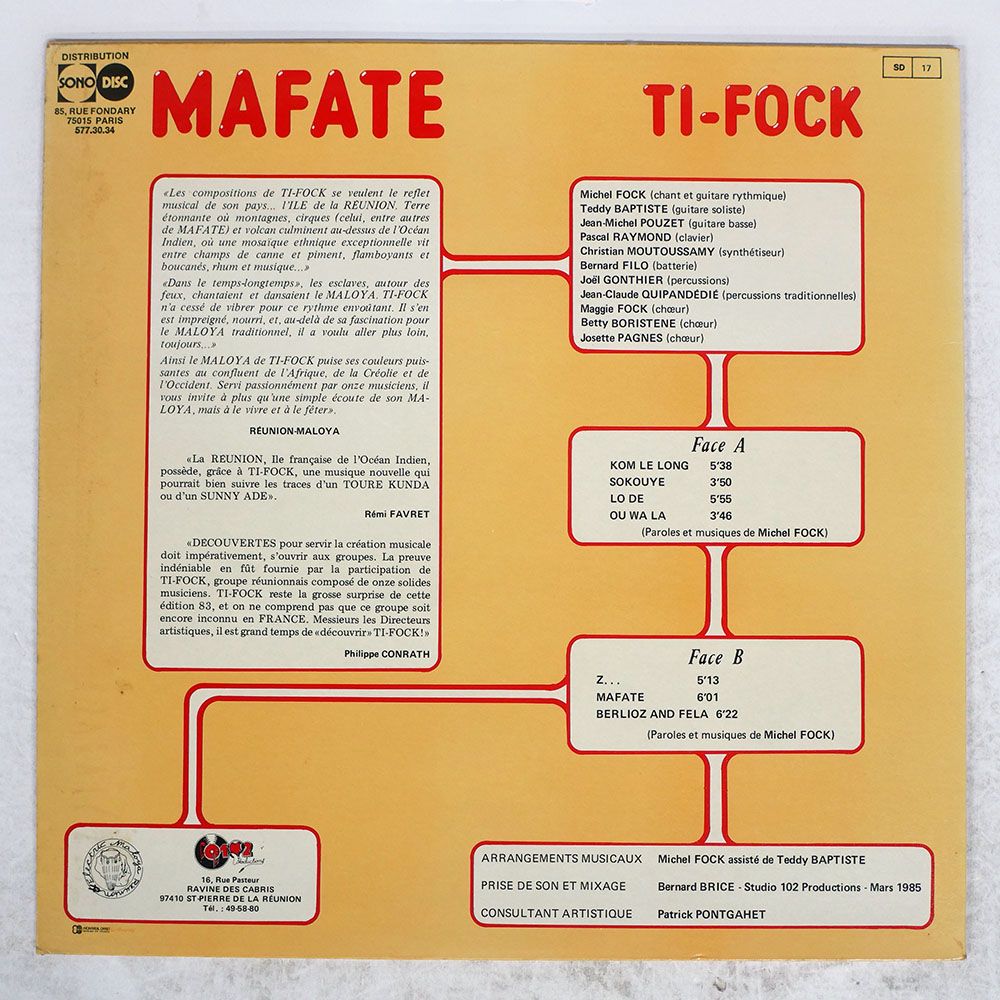 DISTRIBUTION
SONO DISC
85, RUE FONDARY
75015 PARIS
577.30.34
MAFATE
TI-FOCK
SD 17
«Les compositions de TI-FOCK se veulent le reflet
musical de son pays... l'ILE de la REUNION. Terre
étonnante où montagnes, cirques (celui, entre autres
de MAFATE) et volcan culminent au-dessus de l'Océan
Indien, où une mosaïque ethnique exceptionnelle vit
entre champs de canne et piment, flamboyants et
boucanés, rhum et musique...»
«Dans le temps-longtemps», les esclaves, autour des
feux, chantaient et dansaient le MALOYA. TI-FOCK
n'a cessé de vibrer pour ce rythme envoûtant. Il s'en
est impreigné, nourri, et, au-delà de sa fascination pour
le MALOYA traditionnel, il a voulu aller plus loin,
toujours...»
Ainsi le MALOYA de TI-FOCK puise ses couleurs puis-
santes au confluent de l'Afrique, de la Créolie et de
l'Occident. Servi passionnément par onze musiciens, il
vous invite à plus qu'une simple écoute de son MA-
LOYA, mais à le vivre et à le fêter».
RÉUNION-MALOYA
«La REUNION, Ile française de l'Océan Indien,
possède, grâce à TI-FOCK, une musique nouvelle qui
pourrait bien suivre les traces d'un TOURE KUNDA
ou d'un SUNNY ADE».
Rémi FAVRET
«DECOUVERTES pour servir la création musicale
doit impérativement, s'ouvrir aux groupes. La preuve
indéniable en fût fournie par la participation de
TI-FOCK, groupe réunionnais composé de onze solides
musiciens. TI-FOCK reste la grosse surprise de cette
édition 83, et on ne comprend pas que ce groupe soit
encore inconnu en FRANCE. Messieurs les Directeurs
artistiques, il est grand temps de «découvrir» TI-FOCK!»
Philippe CONRATH
Michel FOCK (chant et guitare rythmique)
Teddy BAPTISTE (guitare soliste)
Jean-Michel POUZET (guitare basse)
Pascal RAYMOND (clavier)
Christian MOUTOUSSAMY (synthétiseur)
Bernard FILO (batterie)
Joël GONTHIER (percussions)
Jean-Claude QUIPANDÉDIÉ (percussions traditionnelles)
Maggie FOCK (chœur)
Betty BORISTENE (chœur)
Josette PAGNES (chœur)
Face A
KOM LE LONG 5'38
SOKOUYE 3'50
LO DE 5'55
OU WA LA 3'46
(Paroles et musiques de Michel FOCK)
Face B
Z... 5'13
MAFATE 6'01
BERLIOZ AND FELA 6'22
(Paroles et musiques de Michel FOCK)
16, Rue Pasteur
RAVINE DES CABRIS
97410 ST-PIERRE DE LA RÉUNION
Tél. : 49-58-80
ARRANGEMENTS MUSICAUX Michel FOCK assisté de Teddy BAPTISTE
PRISE DE SON ET MIXAGE Bernard BRICE - Studio 102 Productions - Mars 1985
CONSULTANT ARTISTIQUE Patrick PONTGAHET